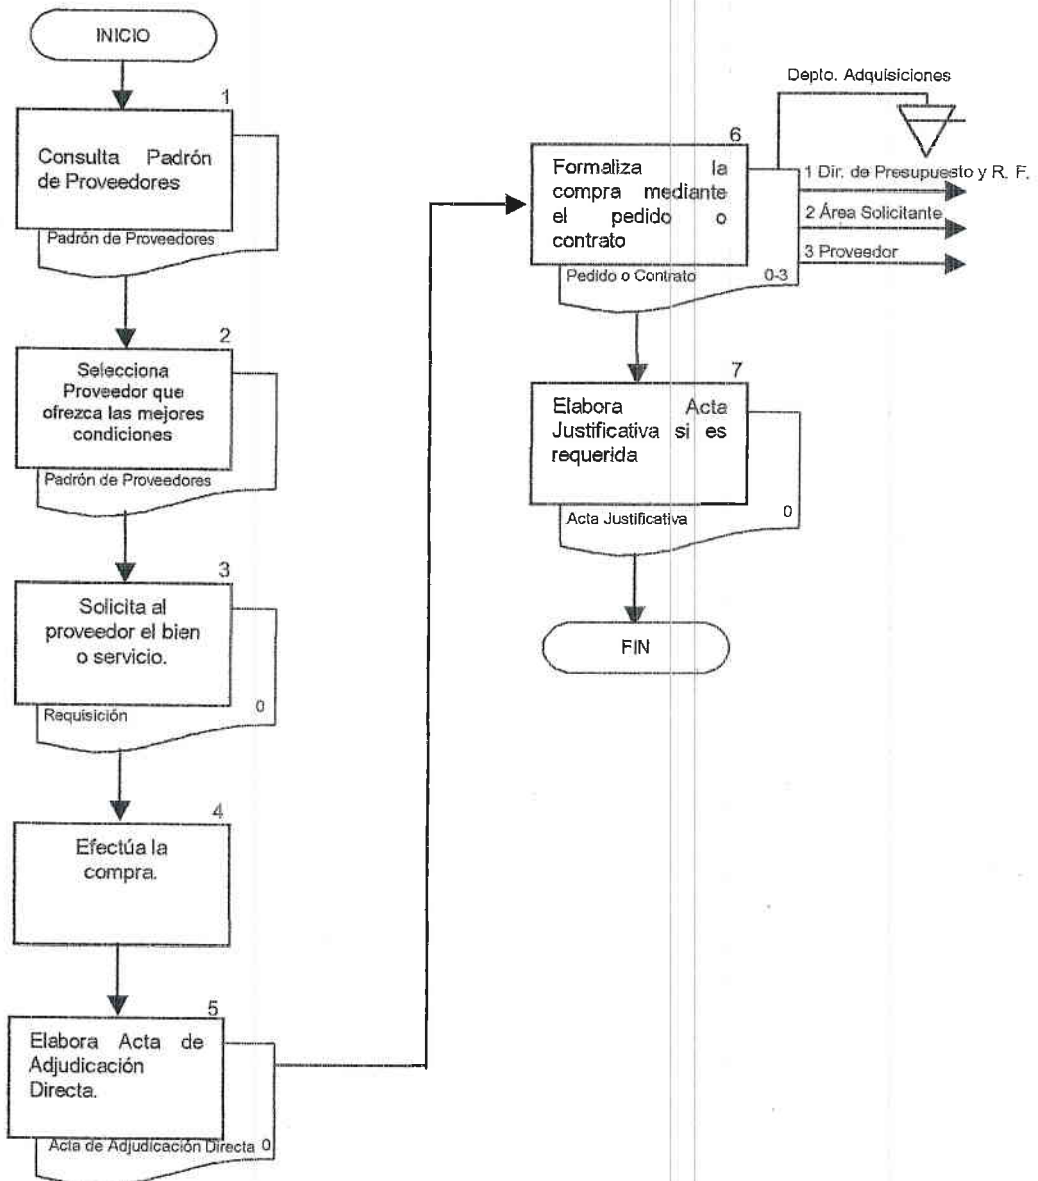 INICIO
1
Consulta Padrón
de Proveedores
Padrón de Proveedores
2
Selecciona
Proveedor que
ofrezca las mejores
condiciones
Padrón de Proveedores
3
Solicita al
proveedor el bien
o servicio.
Requisición
0
4
Efectúa la
compra.
5
Elabora Acta de
Adjudicación
Directa.
Acta de Adjudicación Directa 0
Depto. Adquisiciones
6
Formaliza la
compra mediante
el pedido o
contrato
Pedido o Contrato
0-3
1 Dir. de Presupuesto y R. F.
2 Área Solicitante
3 Proveedor
7
Elabora Acta
Justificativa si es
requerida
Acta Justificativa
0
FIN